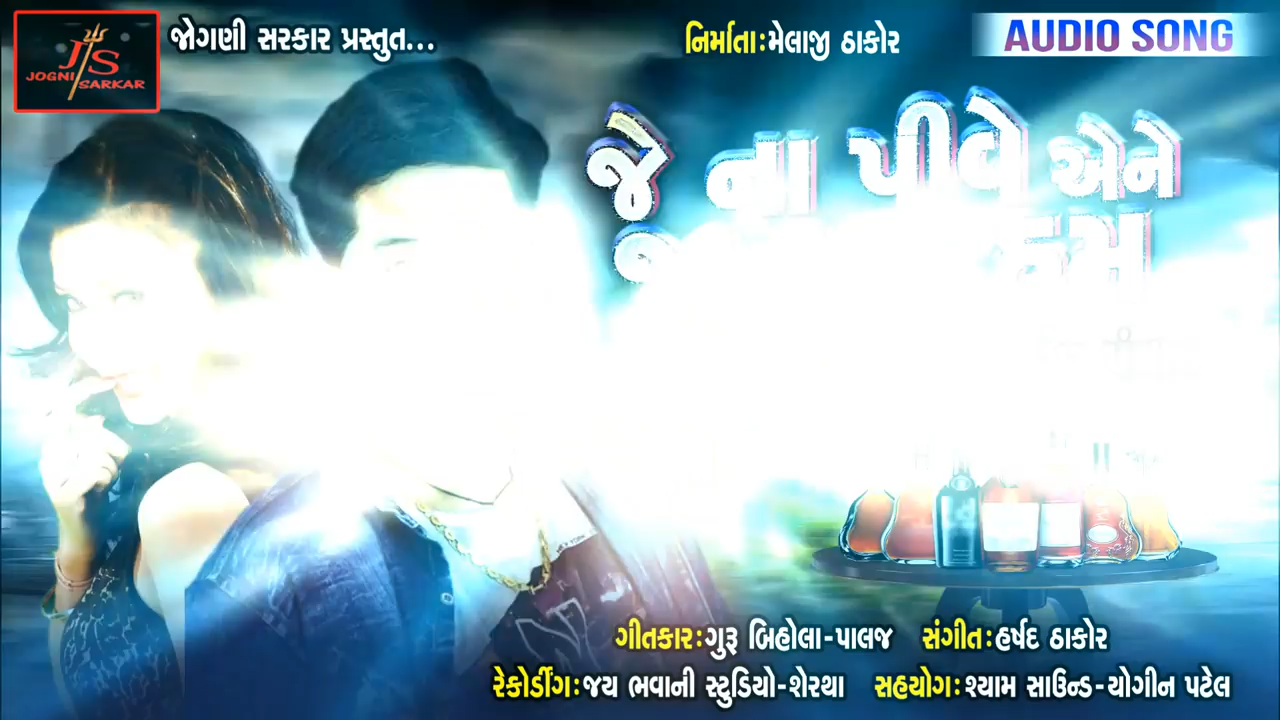 JS
JOGNI SARKAR
જોગણી સરકાર પ્રસ્તુત...
નિર્માતા:મેલાજી ઠાકોર
AUDIO SONG
જે ના પીવે એને
ગીતકાર:ગુરૂ બિહોલા-પાલજ સંગીત:હર્ષદ ઠાકોર
રેકોર્ડીંગ:જય ભવાની સ્ટુડિયો-શેરથા સહયોગ:શ્યામ સાઉન્ડ-યોગીન પટેલ